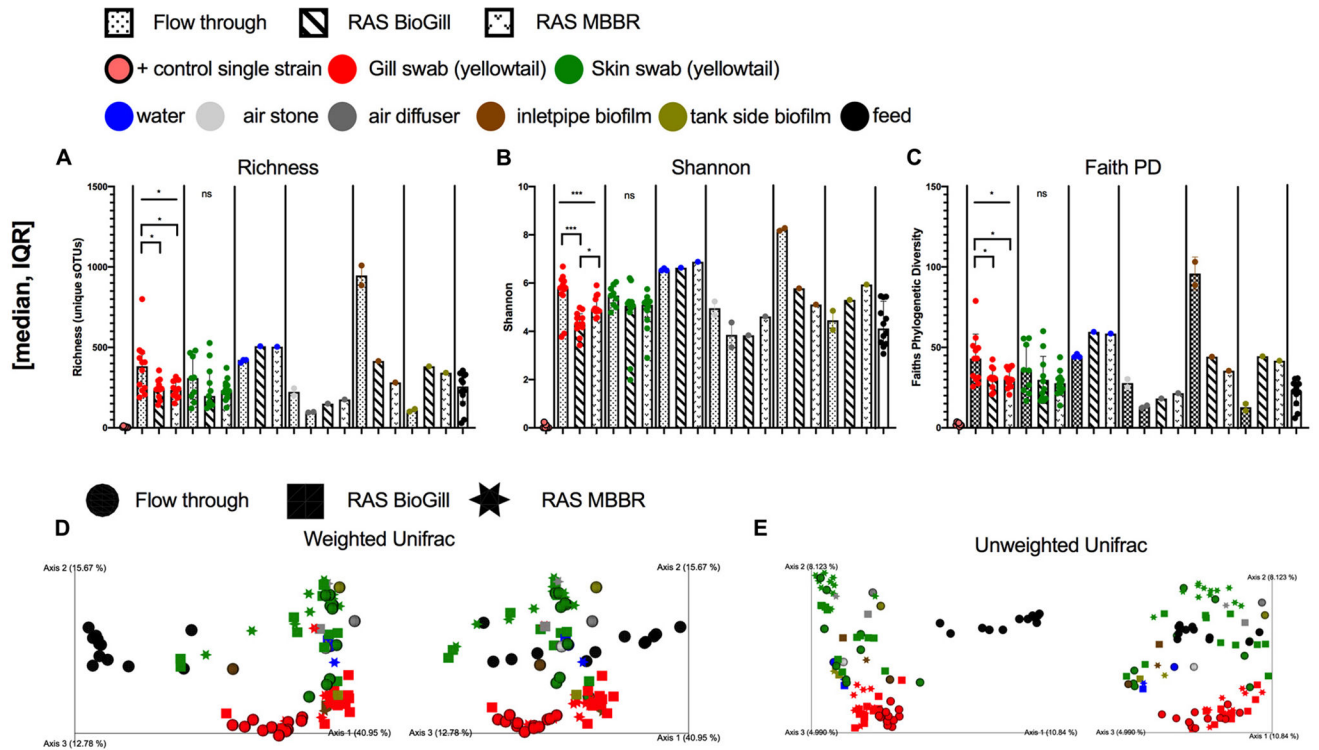 Flow through RAS BioGill RAS MBBR
+ control single strain Gill swab (yellowtail) Skin swab (yellowtail)
water air stone air diffuser inletpipe biofilm tank side biofilm feed
[median, IQR]
A Richness
Richness (unique sOTUs)
1500
1000
500
0
*
*
*
ns
B Shannon
Shannon
10
8
6
4
2
0
***
***
*
ns
C Faith PD
Faiths Phylogenetic Diversity
150
100
50
0
*
*
*
ns
Flow through RAS BioGill RAS MBBR
D Weighted Unifrac
Axis 2 (15.67 %)
Axis 3 (12.78 %)
Axis 1 (40.95 %)
Axis 2 (15.67 %)
Axis 3 (12.78 %)
Axis 1 (40.95 %)
E Unweighted Unifrac
Axis 2 (8.123 %)
Axis 3 (4.990 %)
Axis 1 (10.84 %)
Axis 2 (8.123 %)
Axis 3 (4.990 %)
Axis 1 (10.84 %)